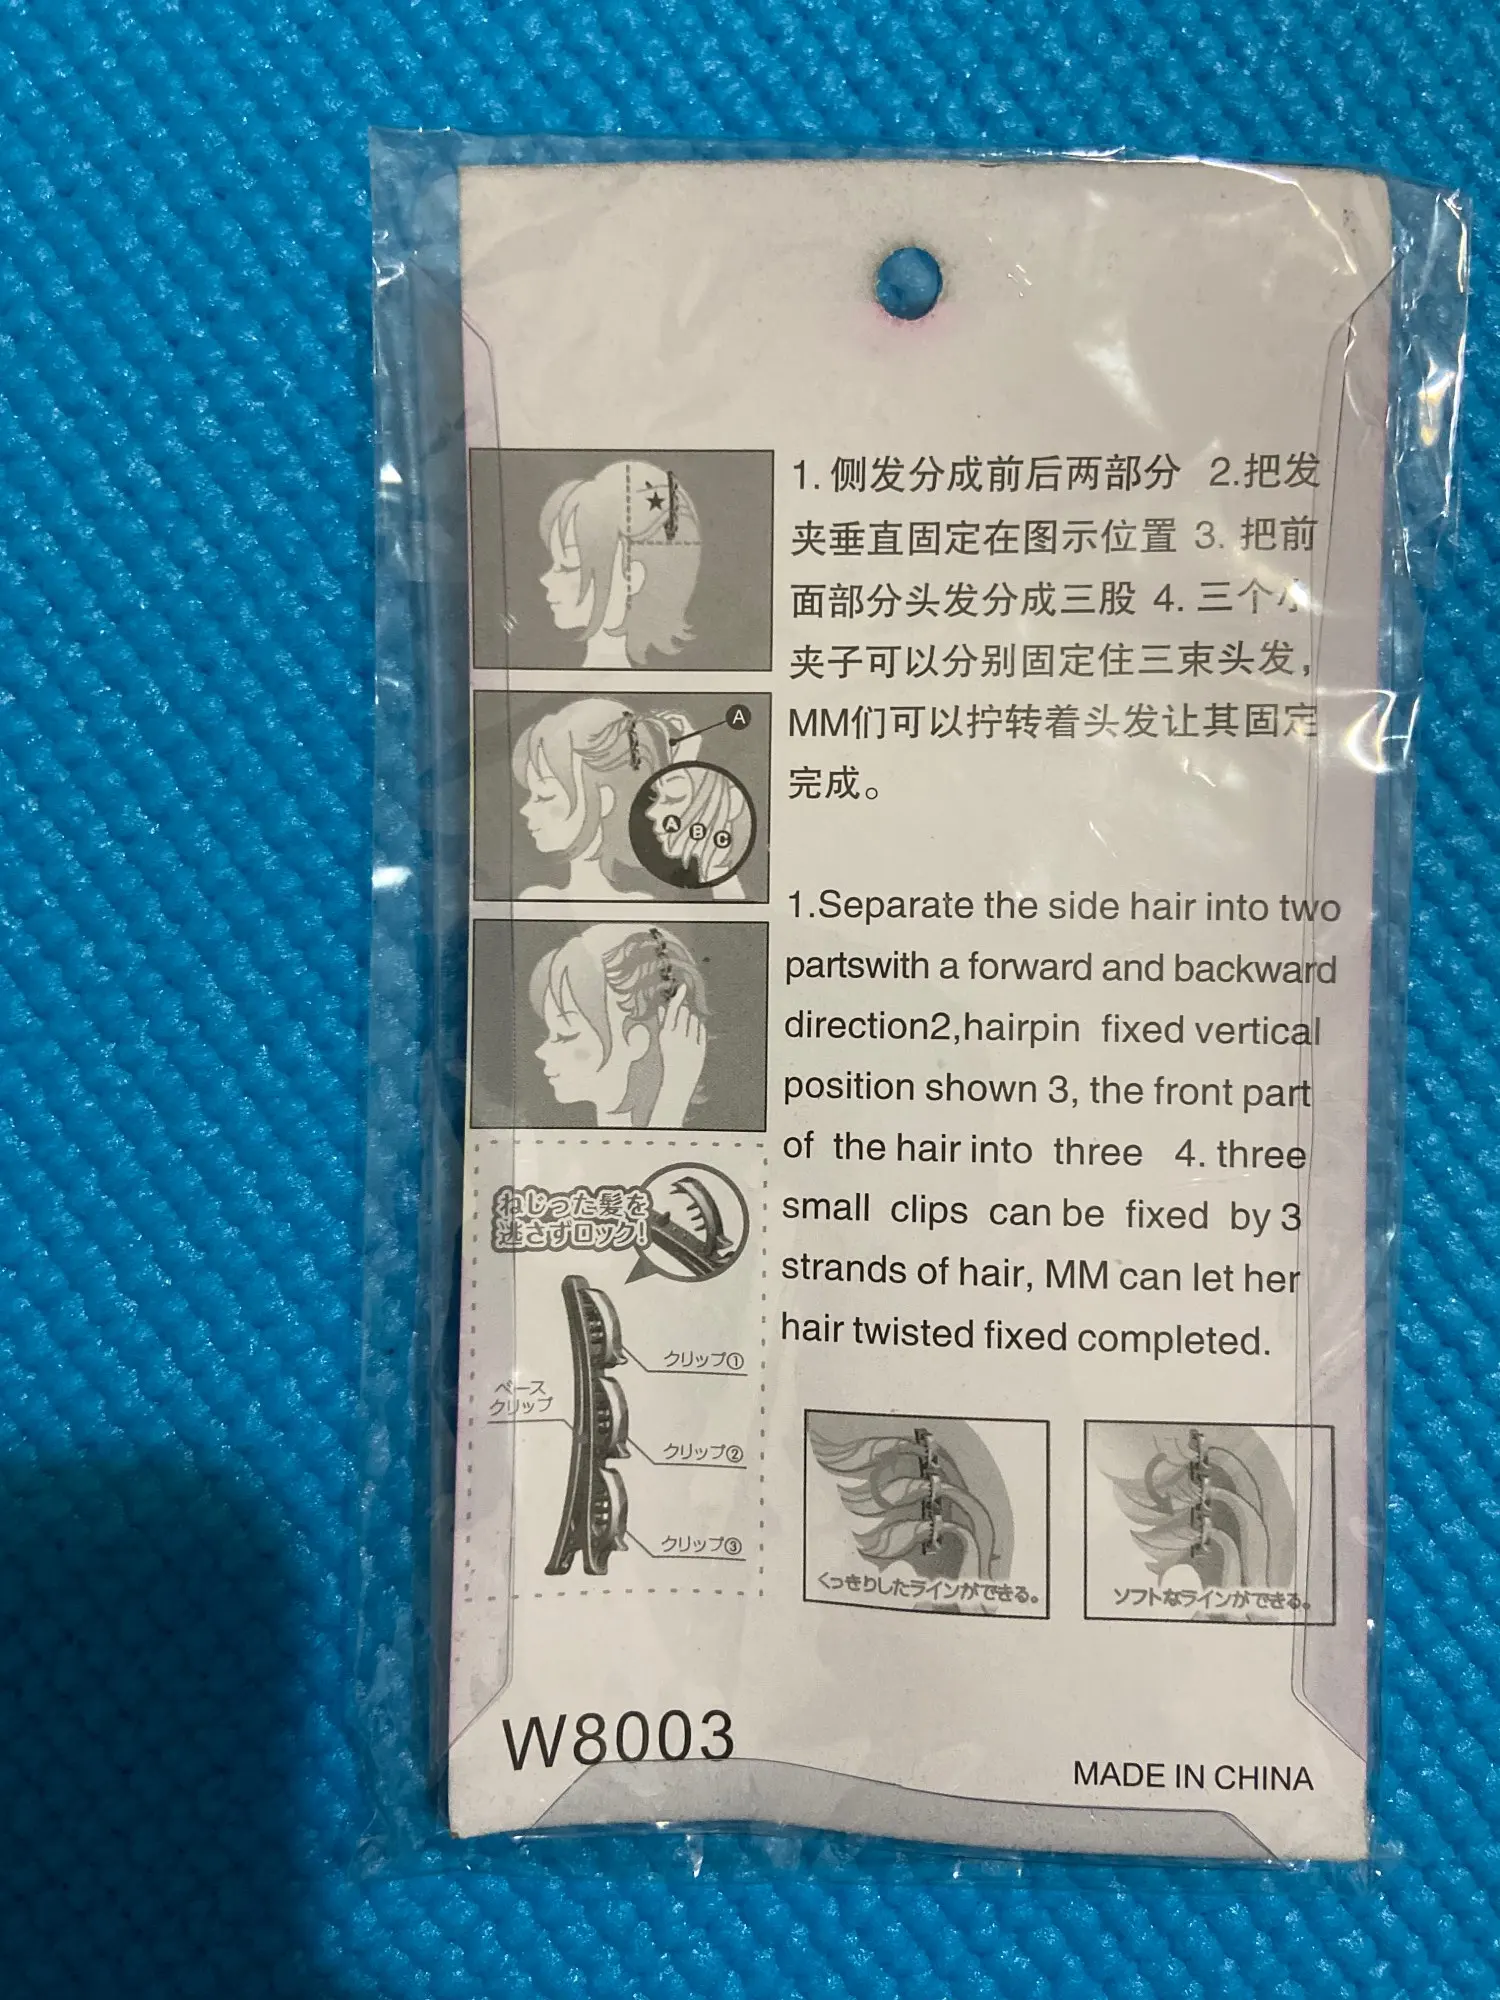 1. 侧发分成前后两部分 2.把发
夹垂直固定在图示位置 3. 把前
面部分头发分成三股 4. 三个小
夹子可以分别固定住三束头发，
MM们可以拧转着头发让其固定
完成。
A
A B C
1.Separate the side hair into two
partswith a forward and backward
direction2,hairpin fixed vertical
position shown 3, the front part
of the hair into three 4. three
small clips can be fixed by 3
strands of hair, MM can let her
hair twisted fixed completed.
ねじった髪を
逃さずロック!
クリップ①
ベース
クリップ
クリップ②
クリップ③
くっきりしたラインができる。
ソフトなラインができる。
W8003
MADE IN CHINA